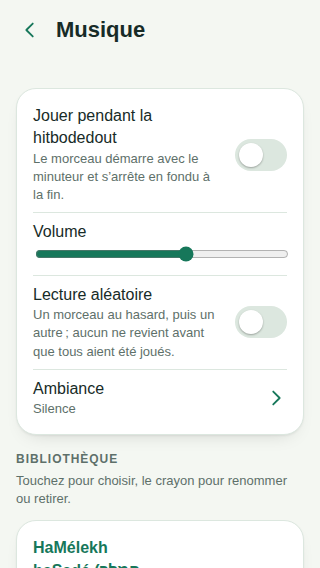 Musique
Jouer pendant la
hitbodedout
Le morceau démarre avec le
minuteur et s’arrête en fondu à
la fin.
Volume
Lecture aléatoire
Un morceau au hasard, puis un
autre ; aucun ne revient avant
que tous aient été joués.
Ambiance
Silence
BIBLIOTHÈQUE
Touchez pour choisir, le crayon pour renommer
ou retirer.
HaMélekh